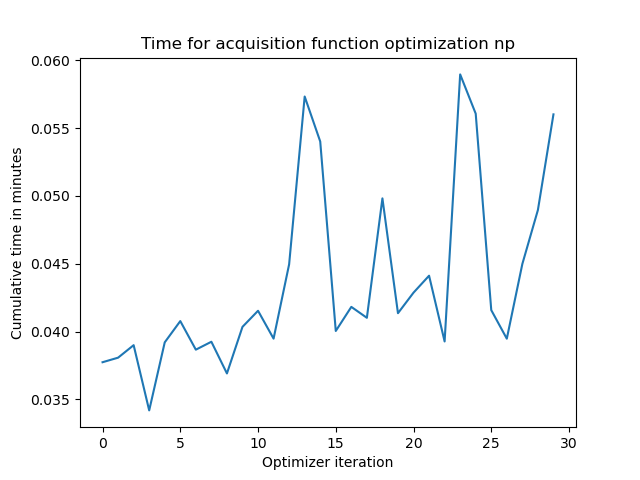 Time for acquisition function optimization np
0.060
0.055
0.050
0.045
0.040
0.035
Cumulative time in minutes
0 5 10 15 20 25 30
Optimizer iteration